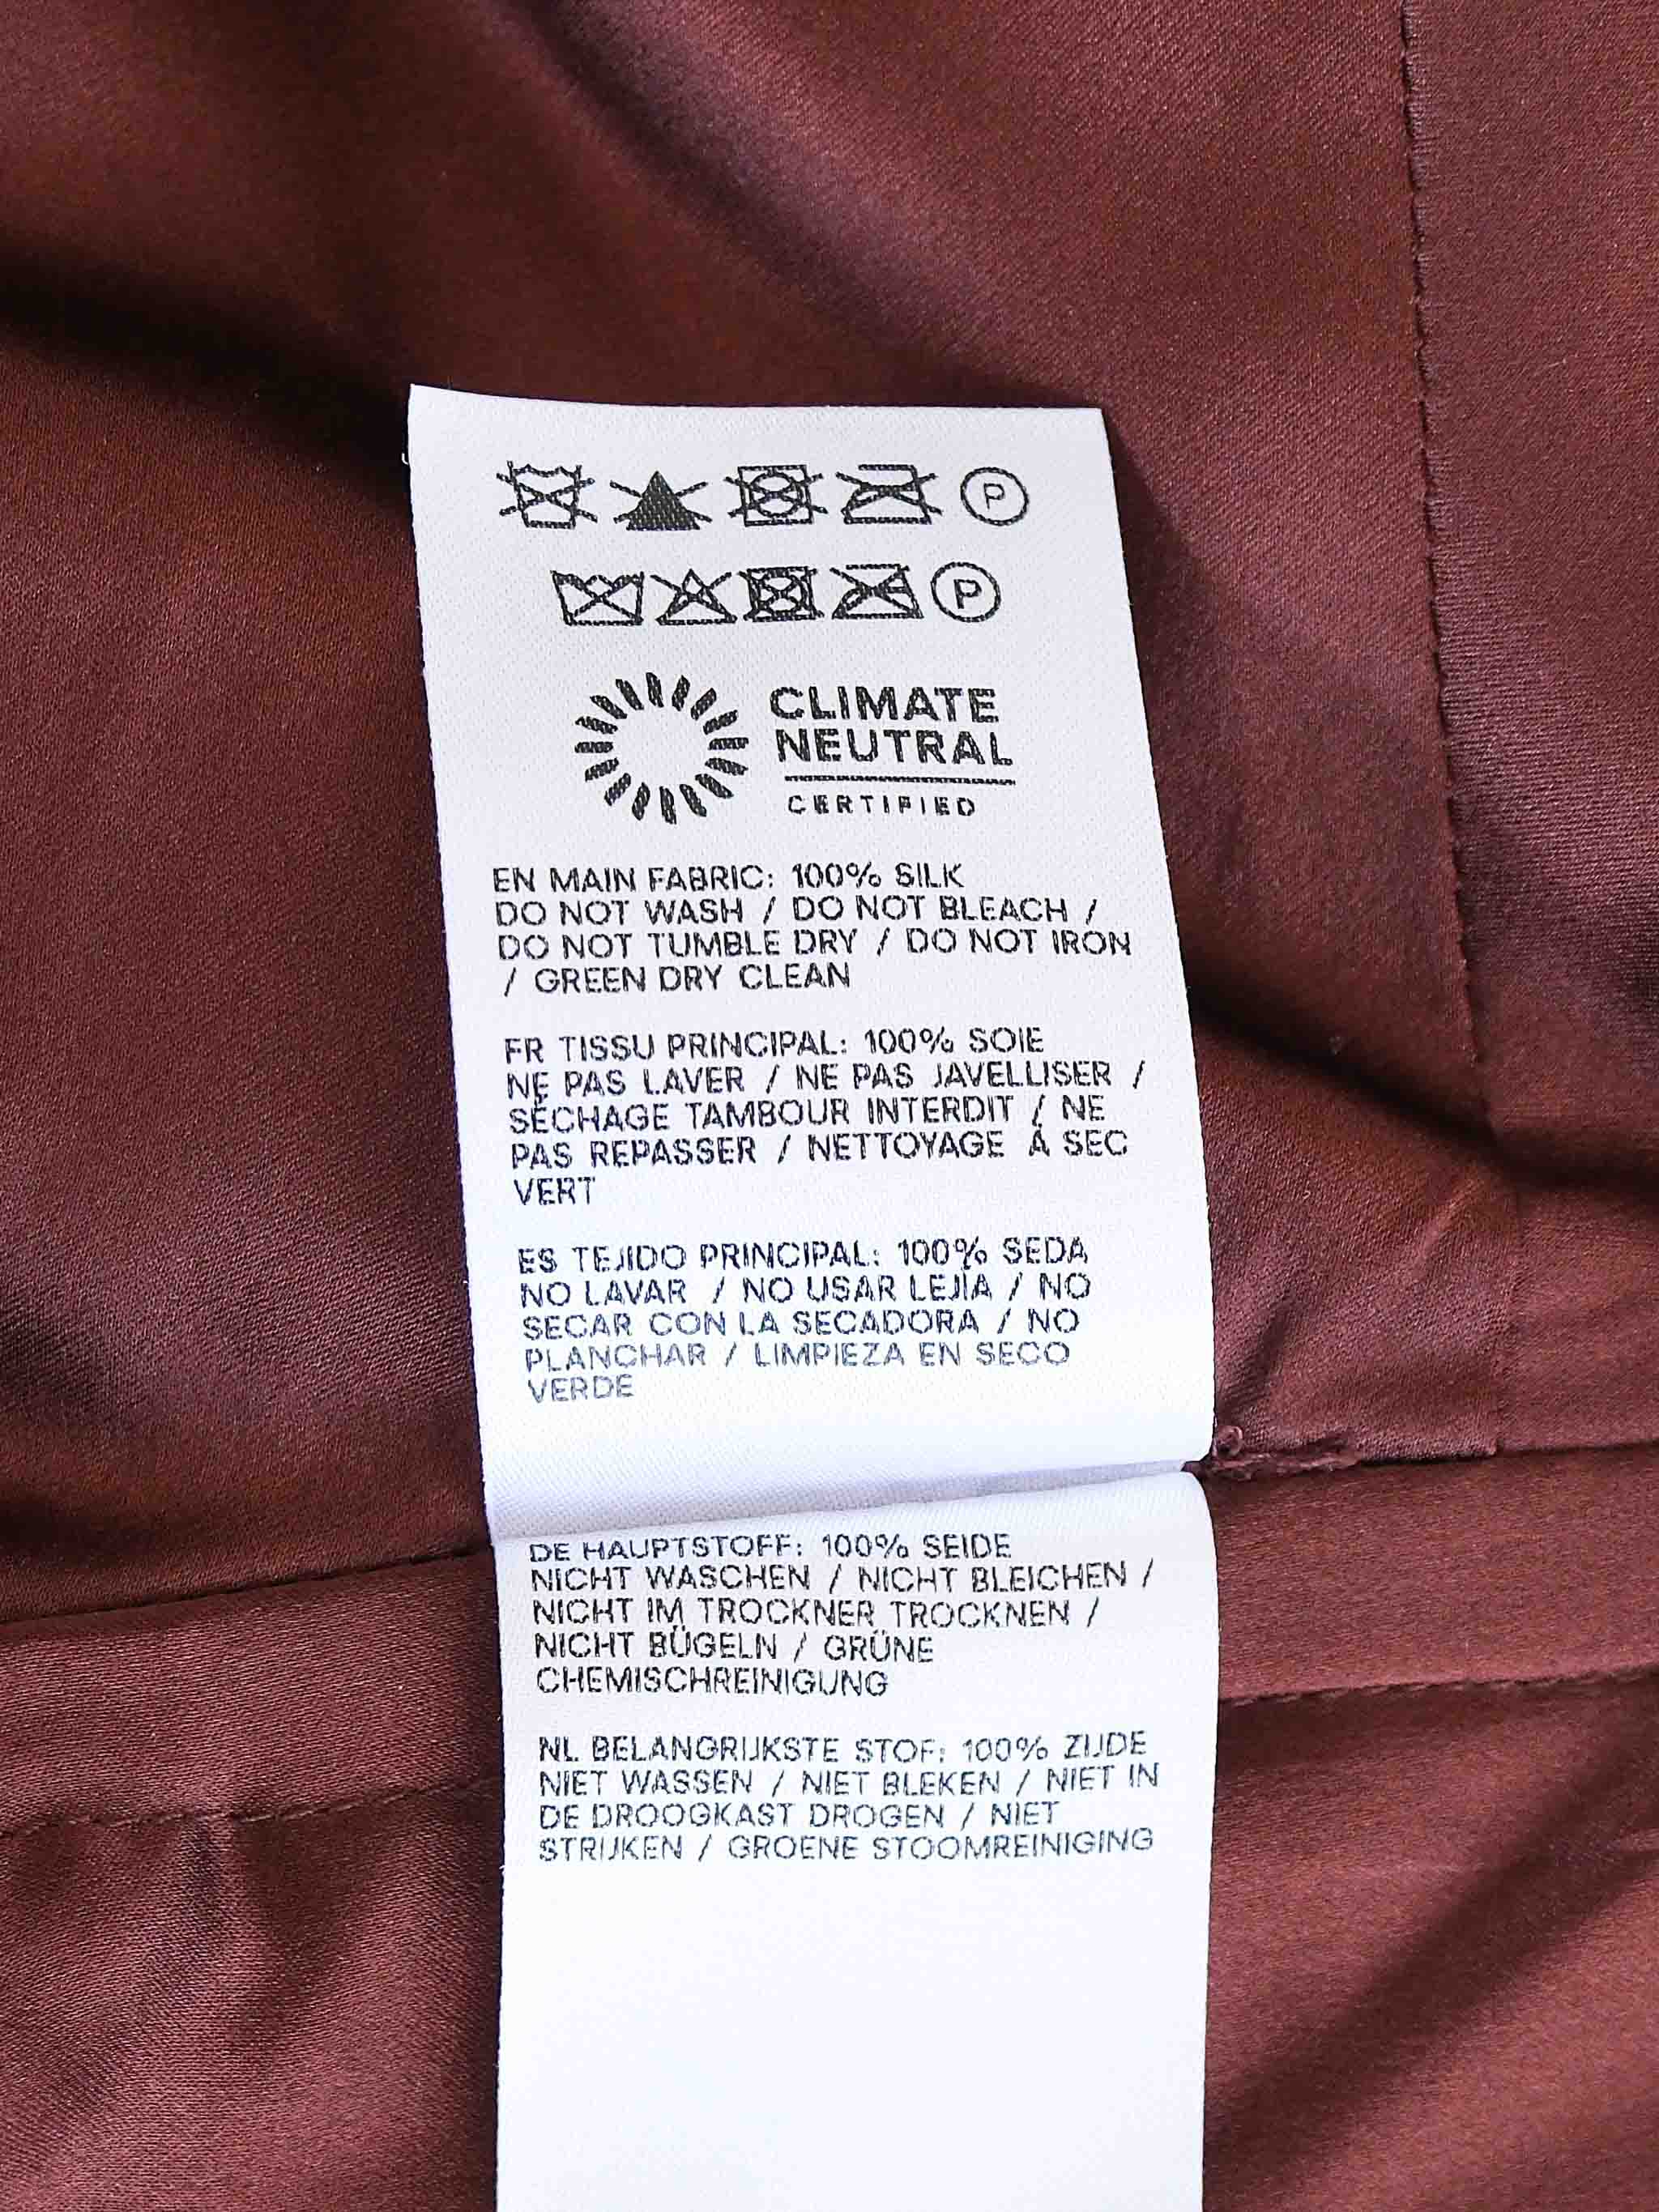 P
P
CLIMATE
NEUTRAL
CERTIFIED
EN MAIN FABRIC: 100% SILK
DO NOT WASH / DO NOT BLEACH /
DO NOT TUMBLE DRY / DO NOT IRON
/ GREEN DRY CLEAN
FR TISSU PRINCIPAL: 100% SOIE
NE PAS LAVER / NE PAS JAVELLISER /
SÉCHAGE TAMBOUR INTERDIT / NE
PAS REPASSER / NETTOYAGE À SEC
VERT
ES TEJIDO PRINCIPAL: 100% SEDA
NO LAVAR / NO USAR LEJÍA / NO
SECAR CON LA SECADORA / NO
PLANCHAR / LIMPIEZA EN SECO
VERDE
DE HAUPTSTOFF: 100% SEIDE
NICHT WASCHEN / NICHT BLEICHEN /
NICHT IM TROCKNER TROCKNEN /
NICHT BÜGELN / GRÜNE
CHEMISCHREINIGUNG
NL BELANGRIJKSTE STOF: 100% ZIJDE
NIET WASSEN / NIET BLEKEN / NIET IN
DE DROOGKAST DROGEN / NIET
STRIJKEN / GROENE STOOMREINIGING